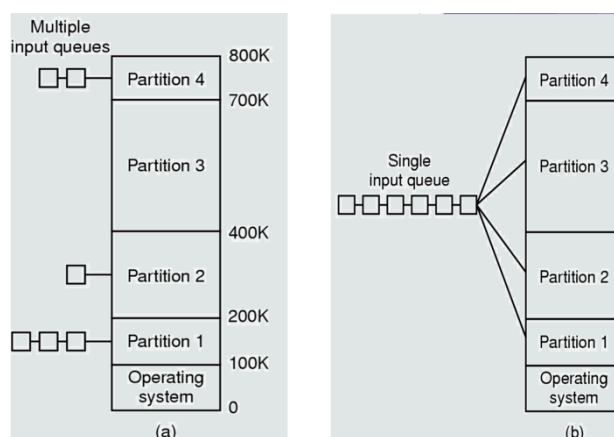 Multiple
input queues
800K
Partition 4
700K
Partition 3
400K
Partition 2
200K
Partition 1
100K
Operating
system
0
(a)
Partition 4
Partition 3
Single
input queue
Partition 2
Partition 1
Operating
system
(b)